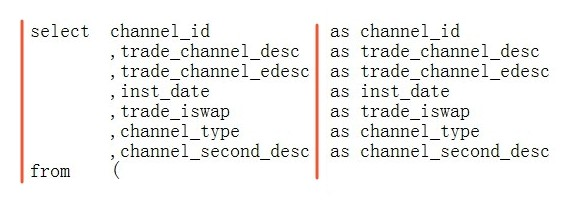 select channel_id as channel_id
,trade_channel_desc as trade_channel_desc
,trade_channel_edesc as trade_channel_edesc
,inst_date as inst_date
,trade_iswap as trade_iswap
,channel_type as channel_type
,channel_second_desc as channel_second_desc
from (